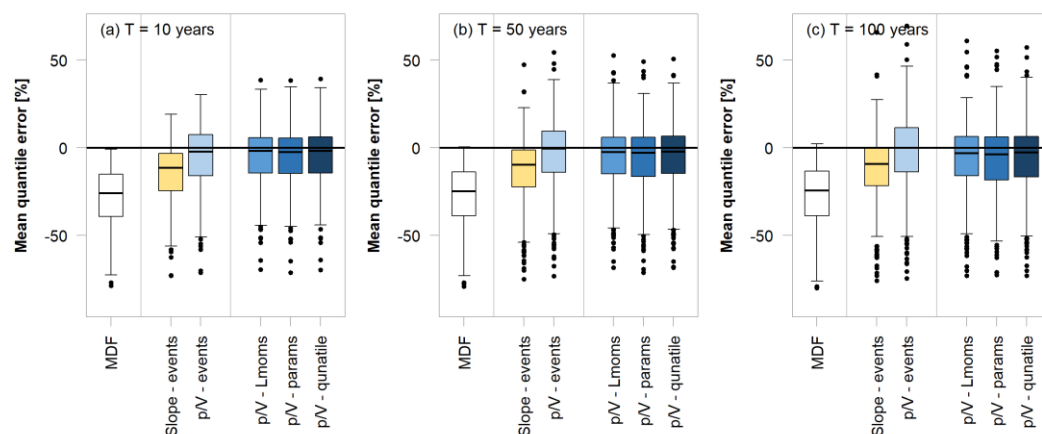 (a) T = 10 years
Mean quantile error [%]
50
0
-50
MDF
Slope - events
p/V - events
p/V - Lmoms
p/V - params
p/V - qunatile
(b) T = 50 years
Mean quantile error [%]
50
0
-50
MDF
Slope - events
p/V - events
p/V - Lmoms
p/V - params
p/V - qunatile
(c) T = 100 years
Mean quantile error [%]
50
0
-50
MDF
Slope - events
p/V - events
p/V - Lmoms
p/V - params
p/V - qunatile